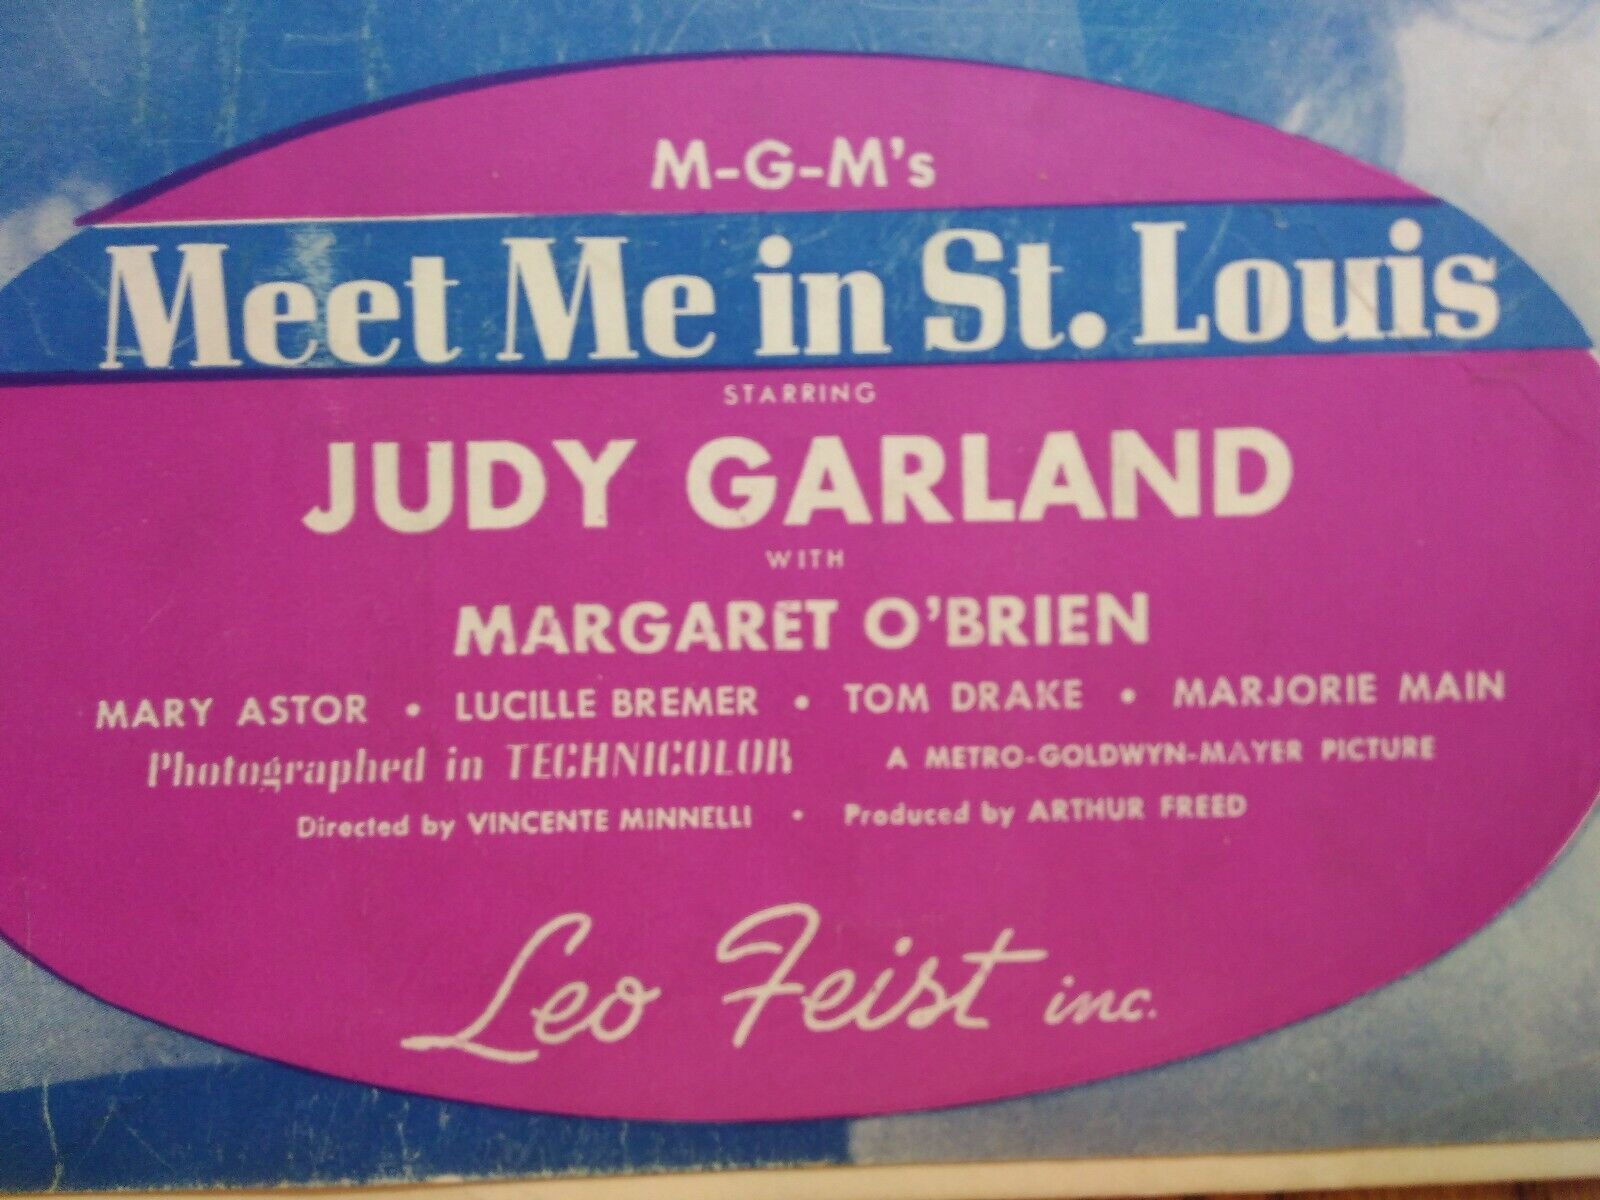 M-G-M's
Meet Me in St. Louis
STARRING
JUDY GARLAND
WITH
MARGARET O'BRIEN
MARY ASTOR • LUCILLE BREMER • TOM DRAKE • MARJORIE MAIN
Photographed in TECHNICOLOR A METRO-GOLDWYN-MAYER PICTURE
Directed by VINCENTE MINNELLI • Produced by ARTHUR FREED
Leo Feist inc.